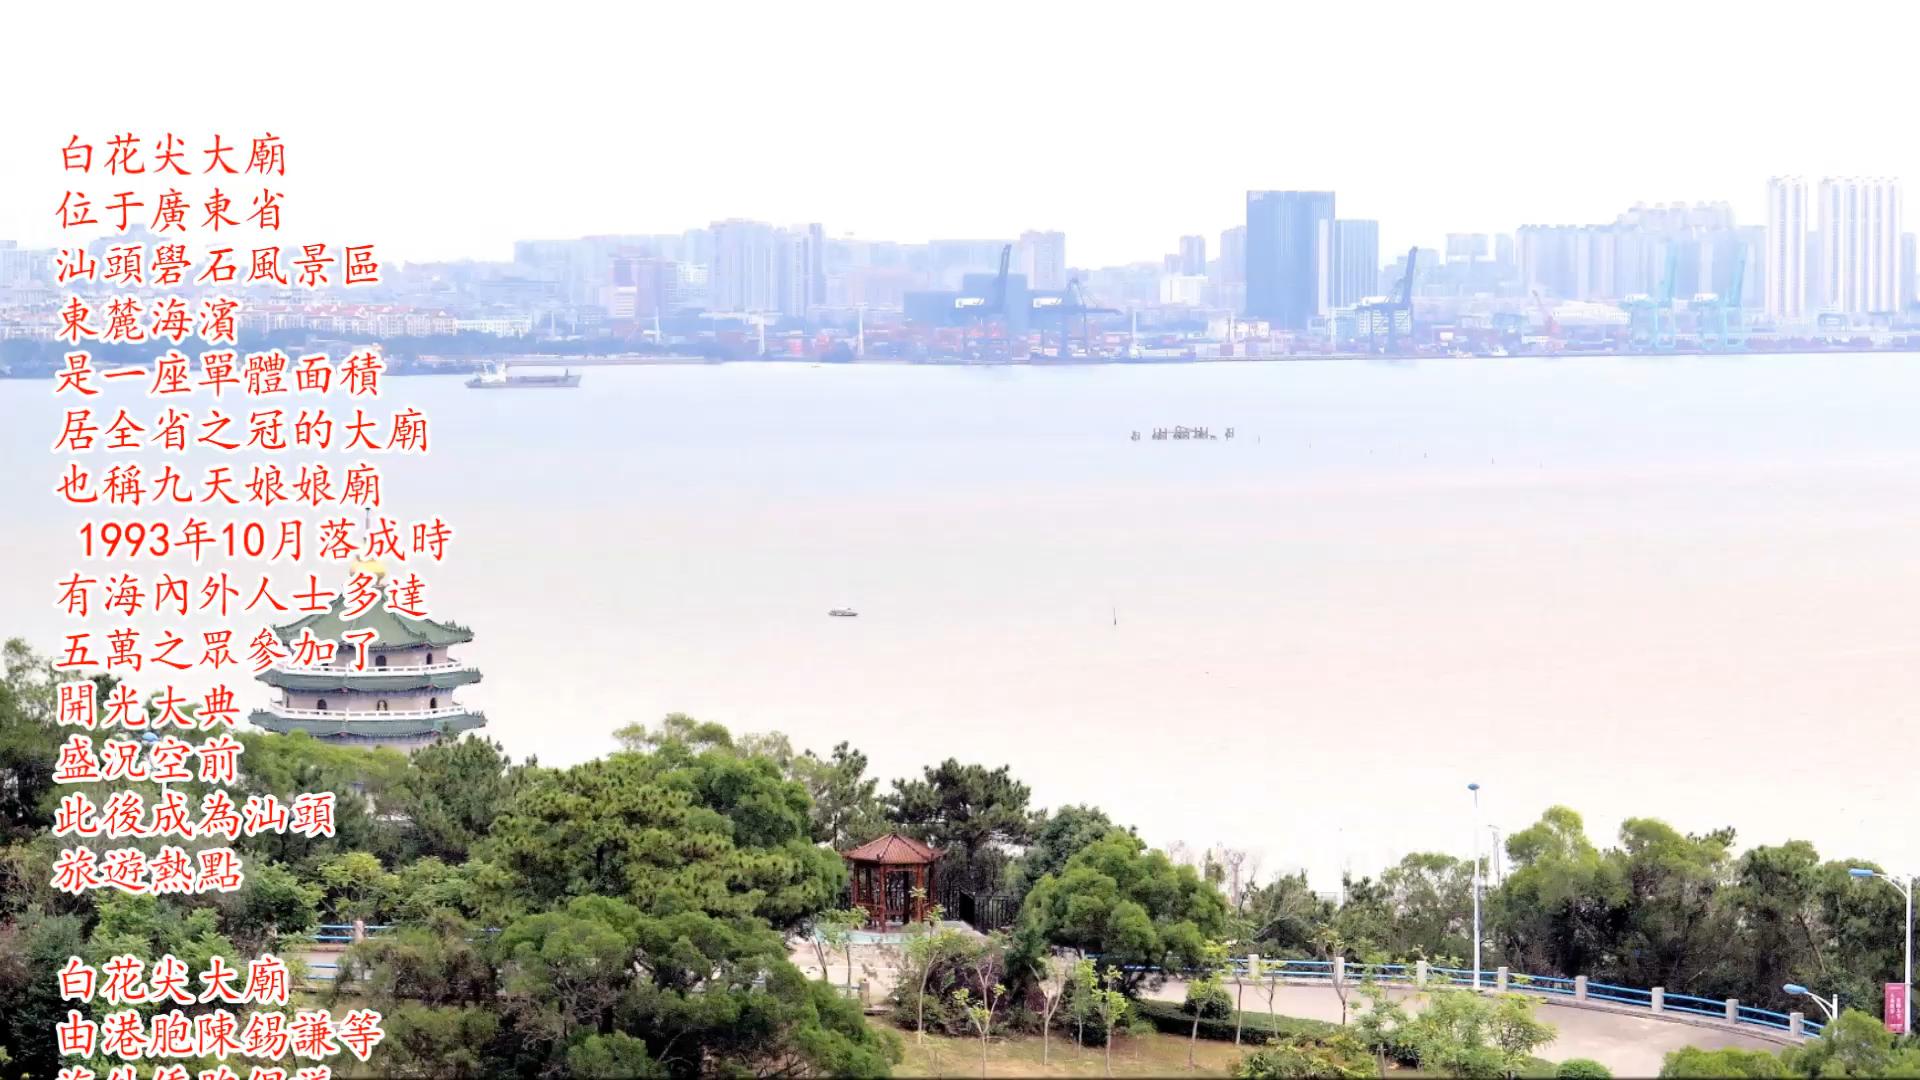 白花尖大廟
位于廣東省
汕頭礐石風景區
東麓海濱
是一座單體面積
居全省之冠的大廟
也稱九天娘娘廟
1993年10月落成時
有海內外人士多達
五萬之眾參加了
開光大典
盛況空前
此後成為汕頭
旅遊熱點
白花尖大廟
由港胞陳錫謙等